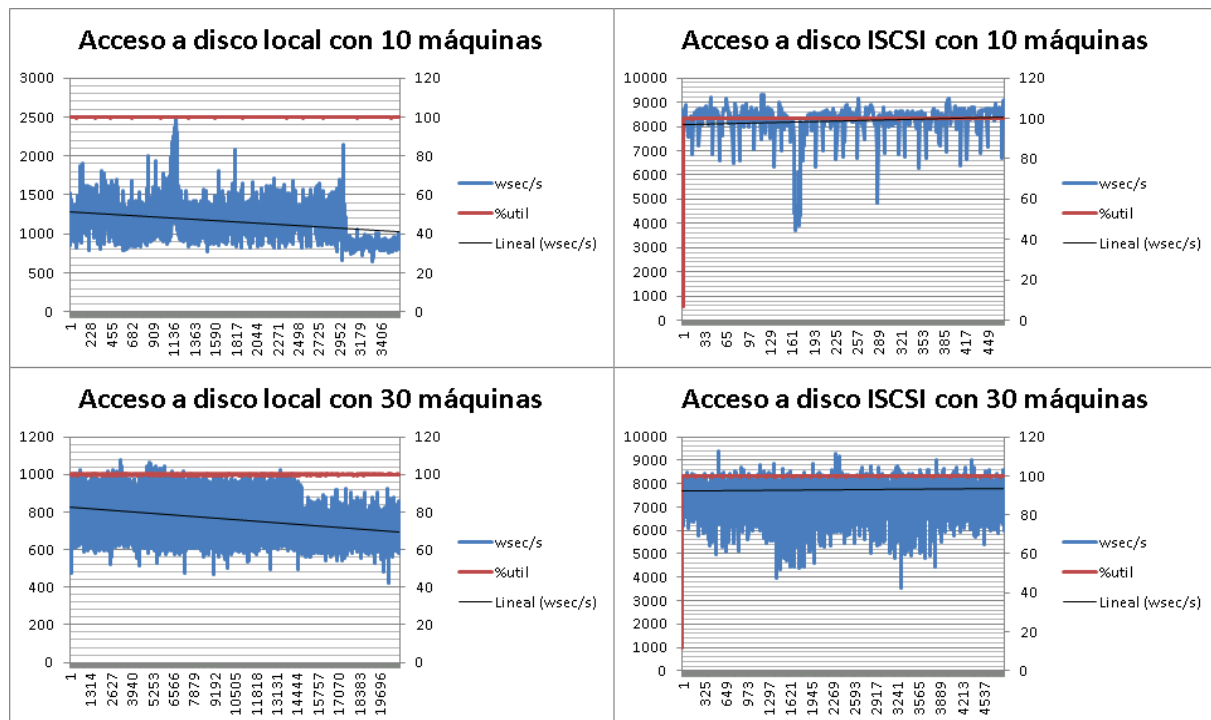 Acceso a disco local con 10 máquinas
3000 2500 2000 1500 1000 500 0
120 100 80 60 40 20 0
1 228 455 682 909 1136 1363 1590 1817 2044 2271 2498 2725 2952 3179 3406
wsec/s
%util
Lineal (wsec/s)
Acceso a disco ISCSI con 10 máquinas
10000 9000 8000 7000 6000 5000 4000 3000 2000 1000 0
120 100 80 60 40 20 0
1 33 65 97 129 161 193 225 257 289 321 353 385 417 449
wsec/s
%util
Lineal (wsec/s)
Acceso a disco local con 30 máquinas
1200 1000 800 600 400 200 0
120 100 80 60 40 20 0
1 1314 2627 3940 5253 6566 7879 9192 10505 11818 13131 14444 15757 17070 18383 19696
wsec/s
%util
Lineal (wsec/s)
Acceso a disco ISCSI con 30 máquinas
10000 9000 8000 7000 6000 5000 4000 3000 2000 1000 0
120 100 80 60 40 20 0
1 325 649 973 1297 1621 1945 2269 2593 2917 3241 3565 3889 4213 4537
wsec/s
%util
Lineal (wsec/s)